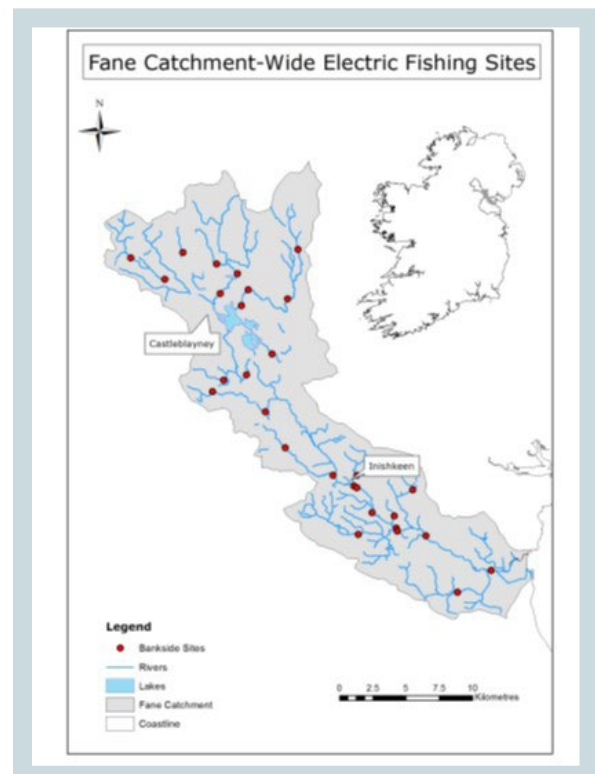 Fane Catchment-Wide Electric Fishing Sites
N
Castleblayney
Inishkeen
Legend
Bankside Sites
Rivers
Lakes
Fane Catchment
Coastline
0 2.5 5 7.5 10
Kilometres